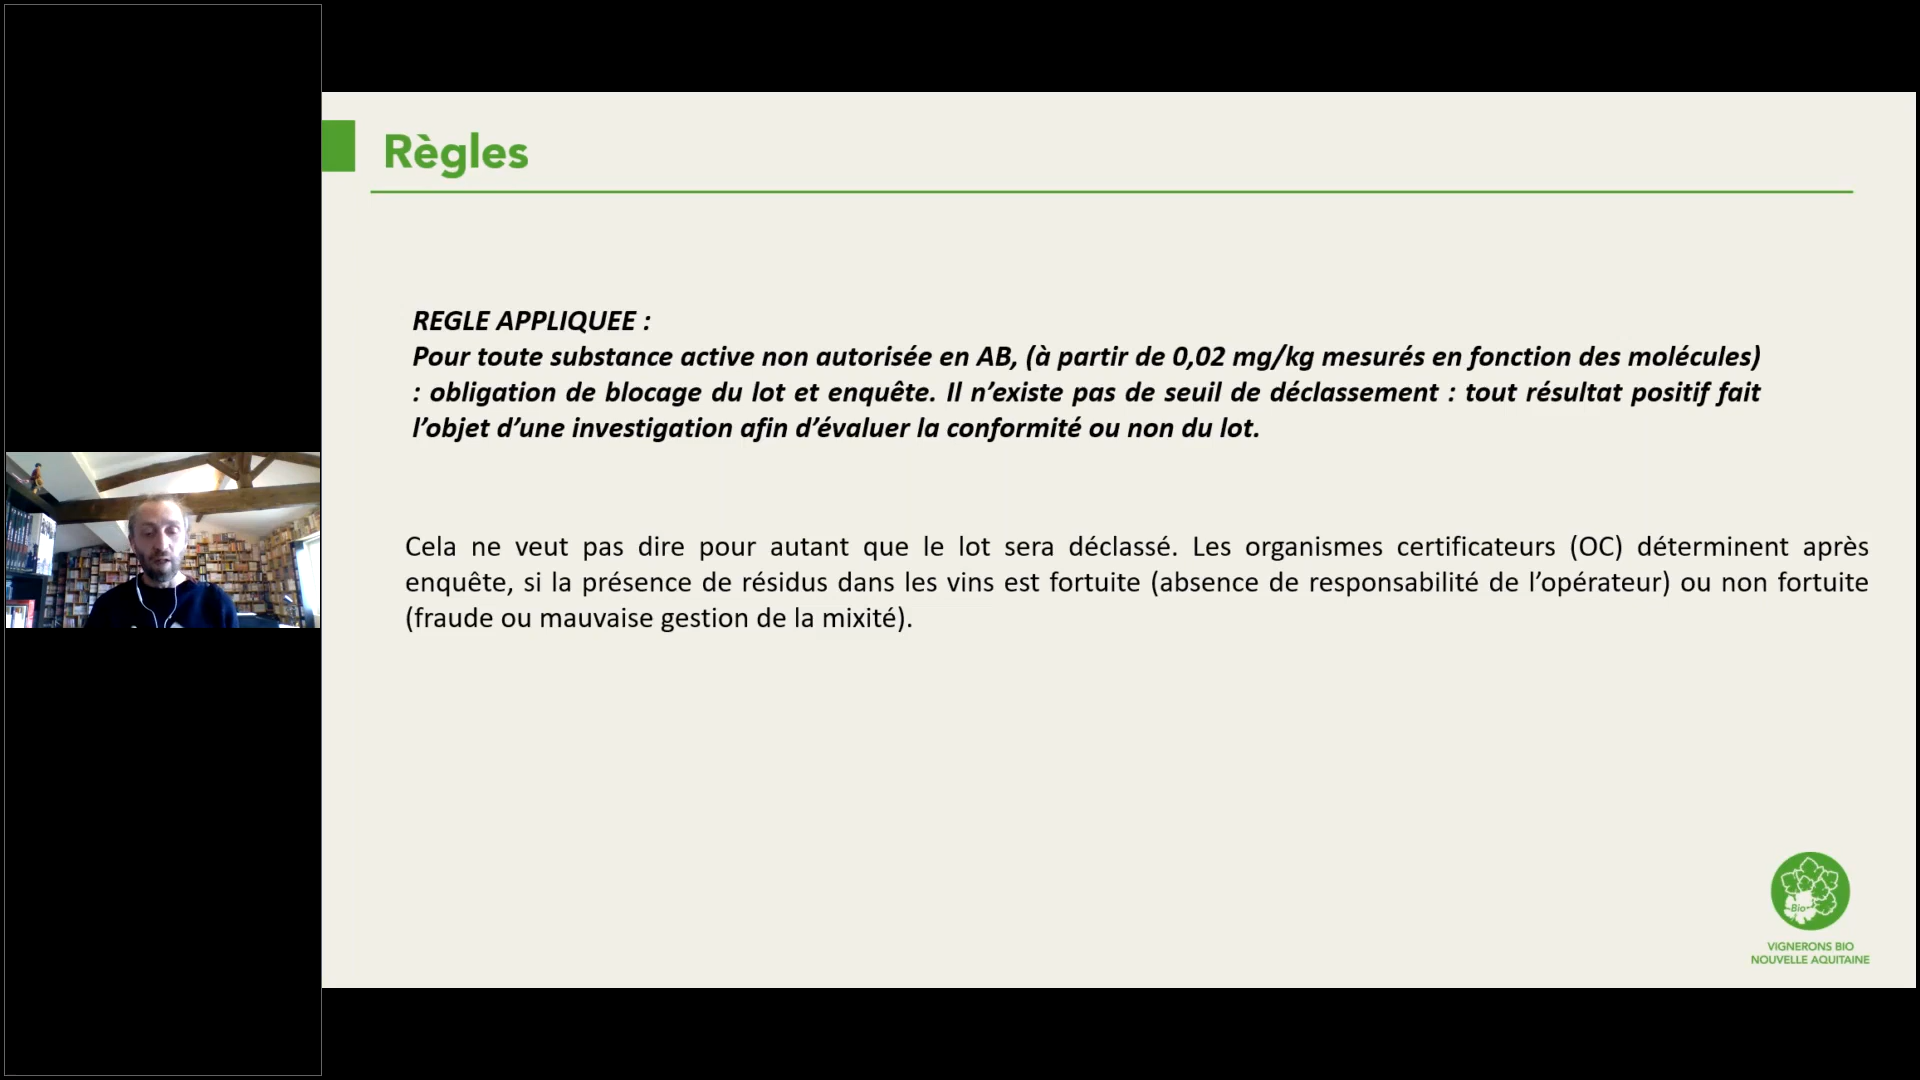 Règles
REGLE APPLIQUEE :
Pour toute substance active non autorisée en AB, (à partir de 0,02 mg/kg mesurés en fonction des molécules)
: obligation de blocage du lot et enquête. Il n’existe pas de seuil de déclassement : tout résultat positif fait
l’objet d’une investigation afin d’évaluer la conformité ou non du lot.
Cela ne veut pas dire pour autant que le lot sera déclassé. Les organismes certificateurs (OC) déterminent après
enquête, si la présence de résidus dans les vins est fortuite (absence de responsabilité de l’opérateur) ou non fortuite
(fraude ou mauvaise gestion de la mixité).
Bio
VIGNERONS BIO
NOUVELLE AQUITAINE